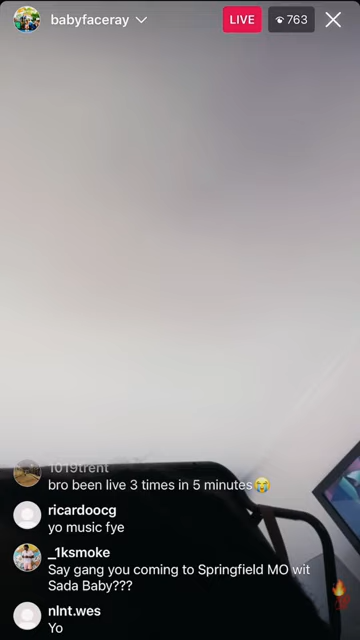 babyfaceray
LIVE
763
1019trent
bro been live 3 times in 5 minutes😭
ricardoocg
yo music fye
_1ksmoke
Say gang you coming to Springfield MO wit
Sada Baby???
nlnt.wes
Yo